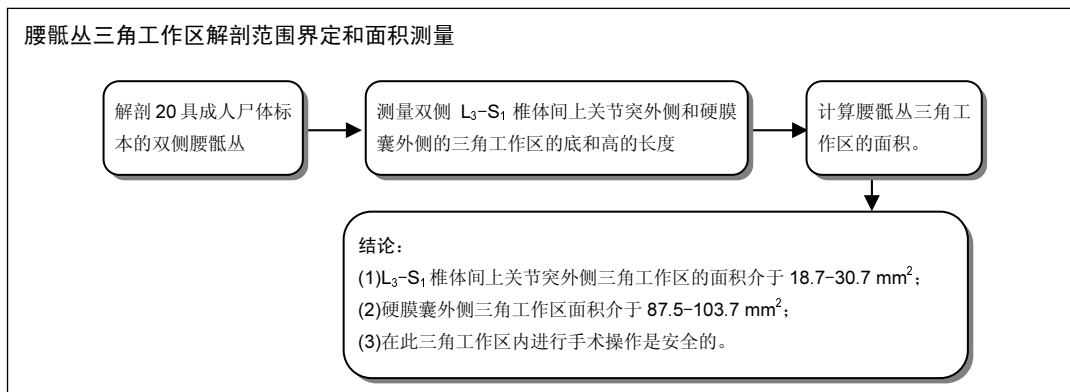 腰骶丛三角工作区解剖范围界定和面积测量
解剖 20 具成人尸体标
本的双侧腰骶丛
测量双侧 L₃-S₁ 椎体间上关节突外侧和硬膜
囊外侧的三角工作区的底和高的长度
计算腰骶丛三角工
作区的面积。
结论：
(1)L₃-S₁ 椎体间上关节突外侧三角工作区的面积介于 18.7-30.7 mm²；
(2)硬膜囊外侧三角工作区面积介于 87.5-103.7 mm²；
(3)在此三角工作区内进行手术操作是安全的。